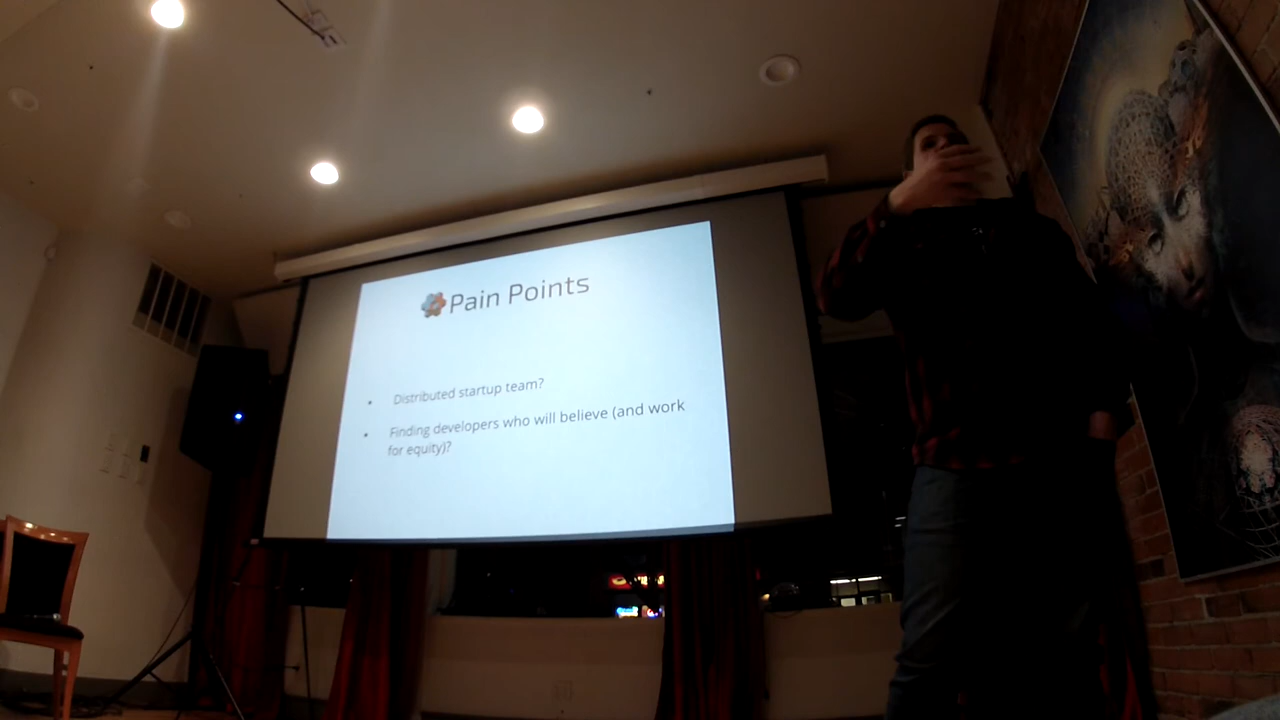 Pain Points
• Distributed startup team?
• Finding developers who will believe (and work
for equity)?